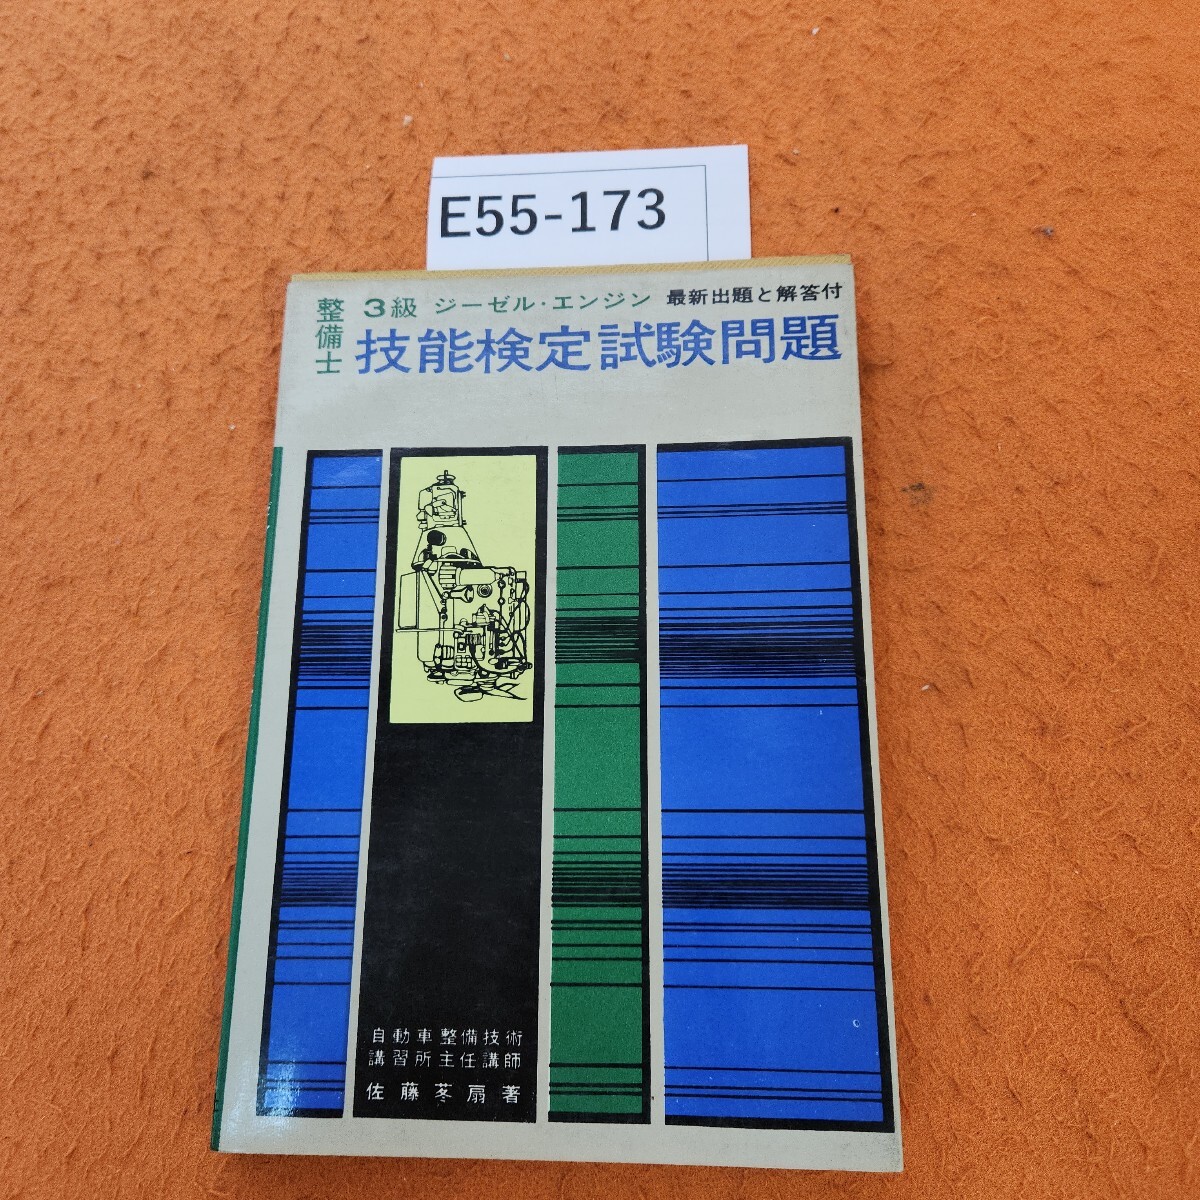 E55-173
整備士
3級 ジーゼル・エンジン 最新出題と解答付
技能検定試験問題
自動車整備技術
講習所主任講師
佐藤苳扇著